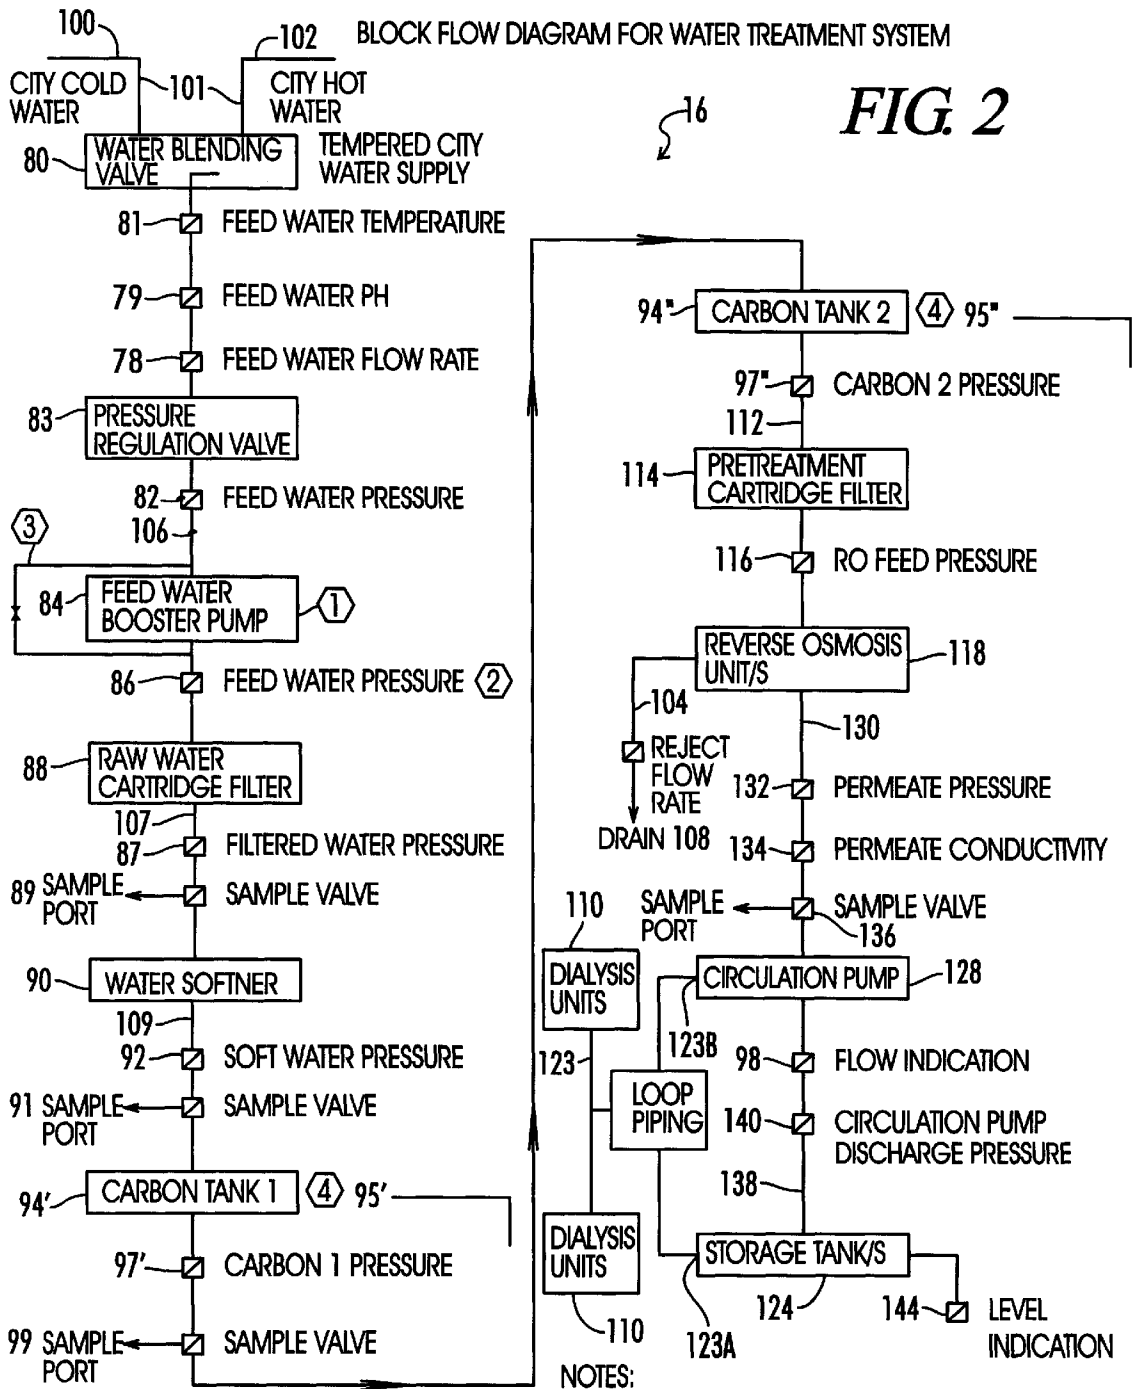 BLOCK FLOW DIAGRAM FOR WATER TREATMENT SYSTEM
FIG. 2
16
100
102
CITY COLD
WATER
101
CITY HOT
WATER
80
WATER BLENDING
VALVE
TEMPERED CITY
WATER SUPPLY
81
FEED WATER TEMPERATURE
79
FEED WATER PH
78
FEED WATER FLOW RATE
83
PRESSURE
REGULATION VALVE
82
FEED WATER PRESSURE
106
3
84
FEED WATER
BOOSTER PUMP
1
86
FEED WATER PRESSURE
2
88
RAW WATER
CARTRIDGE FILTER
107
87
FILTERED WATER PRESSURE
89
SAMPLE
PORT
SAMPLE VALVE
90
WATER SOFTNER
109
92
SOFT WATER PRESSURE
91
SAMPLE
PORT
SAMPLE VALVE
94'
CARBON TANK 1
4
95'
97'
CARBON 1 PRESSURE
99
SAMPLE
PORT
SAMPLE VALVE
94"
CARBON TANK 2
4
95"
97"
CARBON 2 PRESSURE
112
114
PRETREATMENT
CARTRIDGE FILTER
116
RO FEED PRESSURE
REVERSE OSMOSIS
UNIT/S
118
104
130
REJECT
FLOW
RATE
DRAIN 108
132
PERMEATE PRESSURE
134
PERMEATE CONDUCTIVITY
SAMPLE
PORT
SAMPLE VALVE
136
110
DIALYSIS
UNITS
CIRCULATION PUMP
128
123
123B
98
FLOW INDICATION
LOOP
PIPING
140
CIRCULATION PUMP
DISCHARGE PRESSURE
138
DIALYSIS
UNITS
STORAGE TANK/S
124
144
LEVEL
INDICATION
110
123A
NOTES: